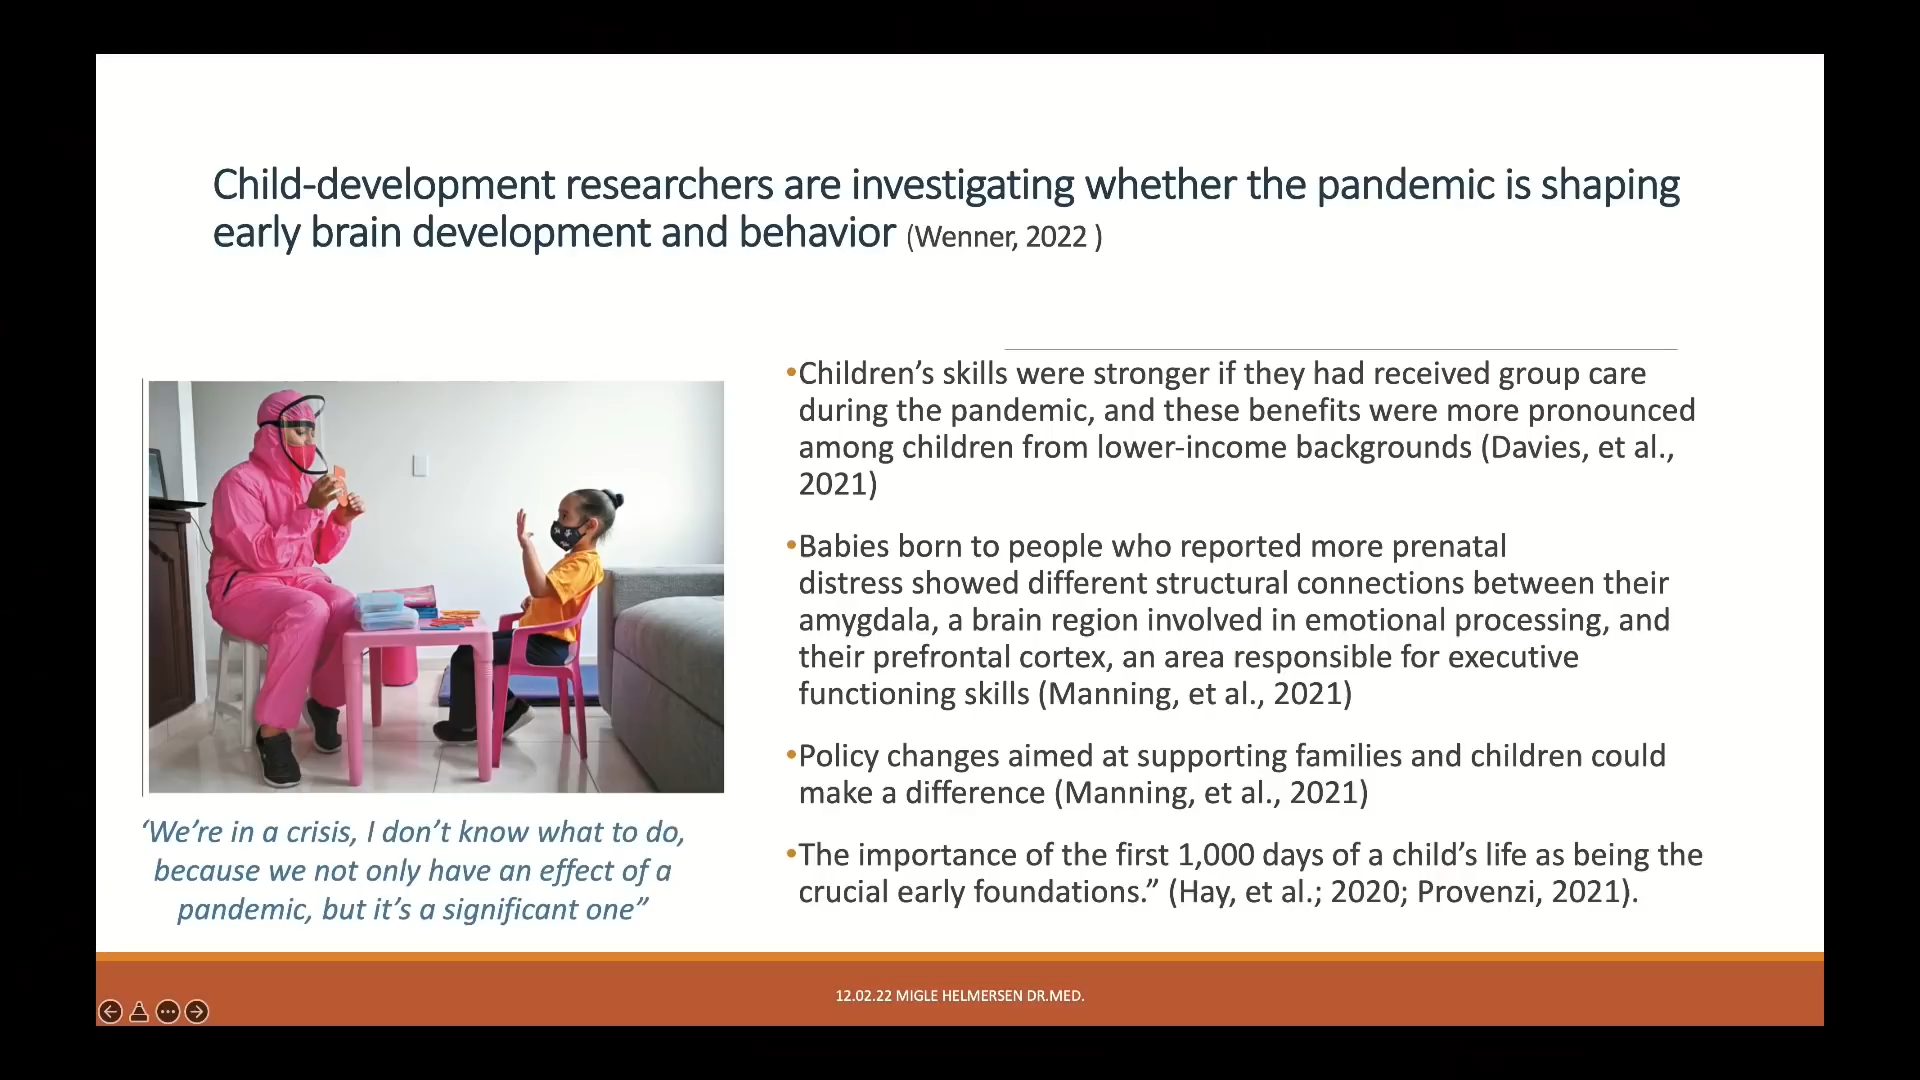 Child-development researchers are investigating whether the pandemic is shaping
early brain development and behavior (Wenner, 2022 )
•Children’s skills were stronger if they had received group care
during the pandemic, and these benefits were more pronounced
among children from lower-income backgrounds (Davies, et al.,
2021)
•Babies born to people who reported more prenatal
distress showed different structural connections between their
amygdala, a brain region involved in emotional processing, and
their prefrontal cortex, an area responsible for executive
functioning skills (Manning, et al., 2021)
•Policy changes aimed at supporting families and children could
make a difference (Manning, et al., 2021)
•The importance of the first 1,000 days of a child’s life as being the
crucial early foundations.” (Hay, et al.; 2020; Provenzi, 2021).
‘We’re in a crisis, I don’t know what to do,
because we not only have an effect of a
pandemic, but it’s a significant one”
12.02.22 MIGLE HELMERSEN DR.MED.